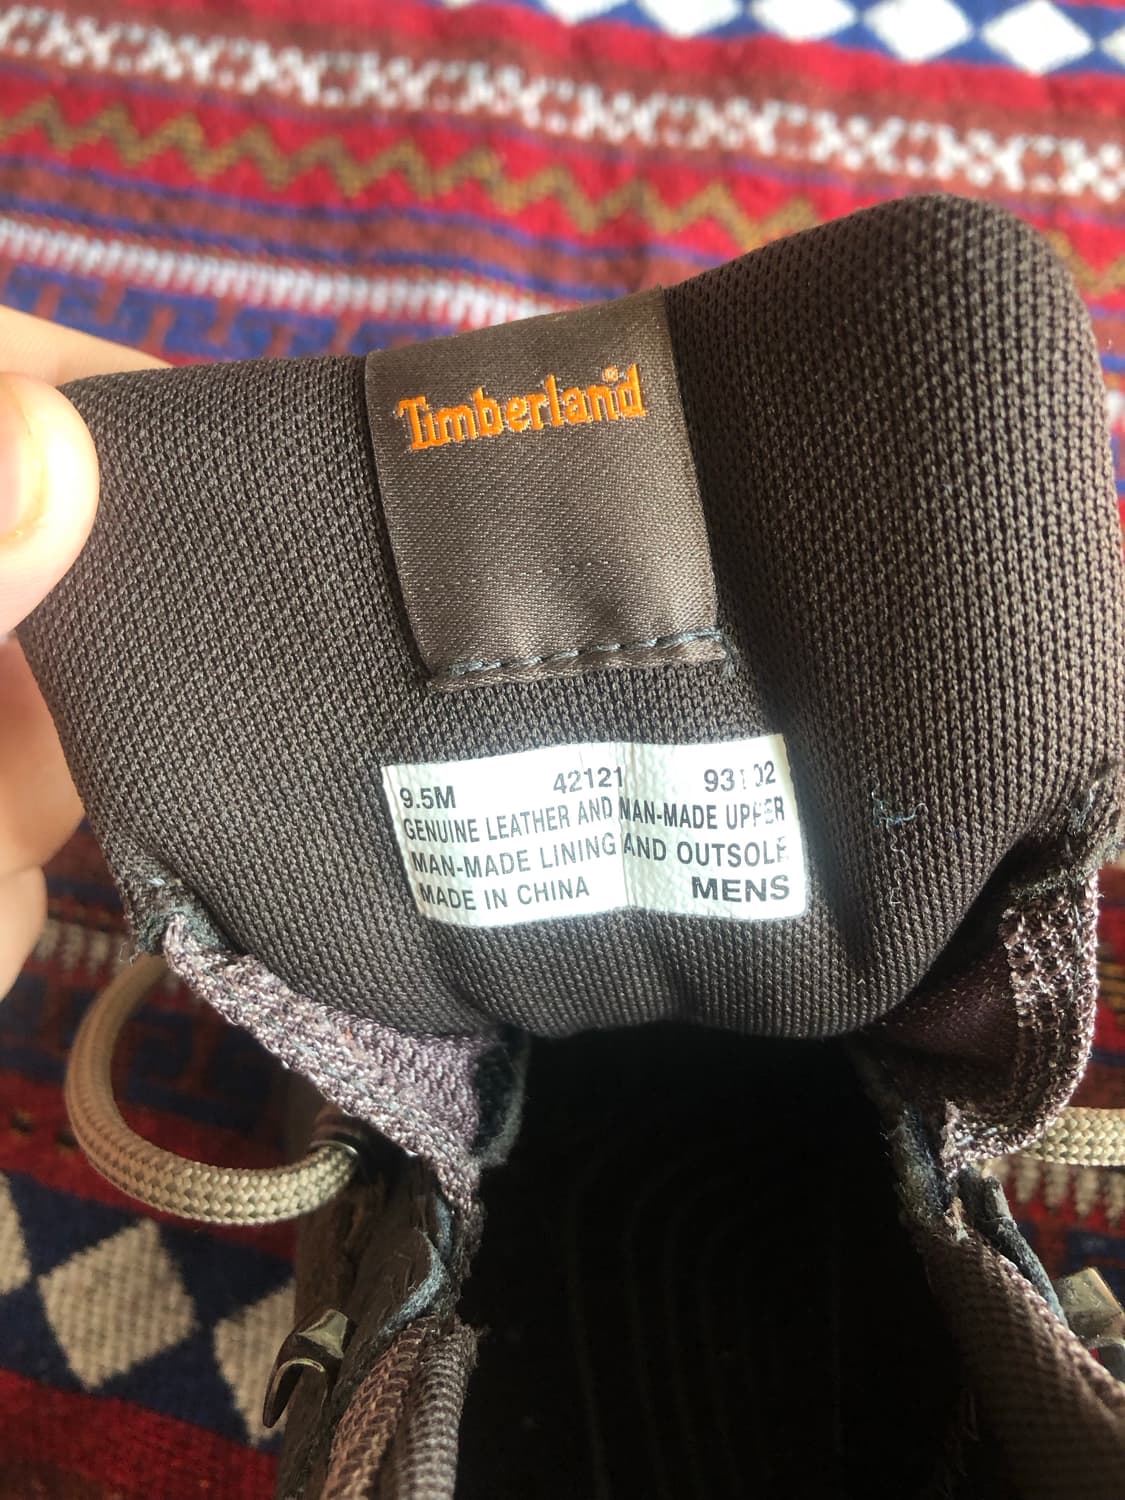 Timberland®
9.5M 42121
GENUINE LEATHER AND MAN-MADE UPPER
MAN-MADE LINING AND OUTSOLE
MADE IN CHINA MENS